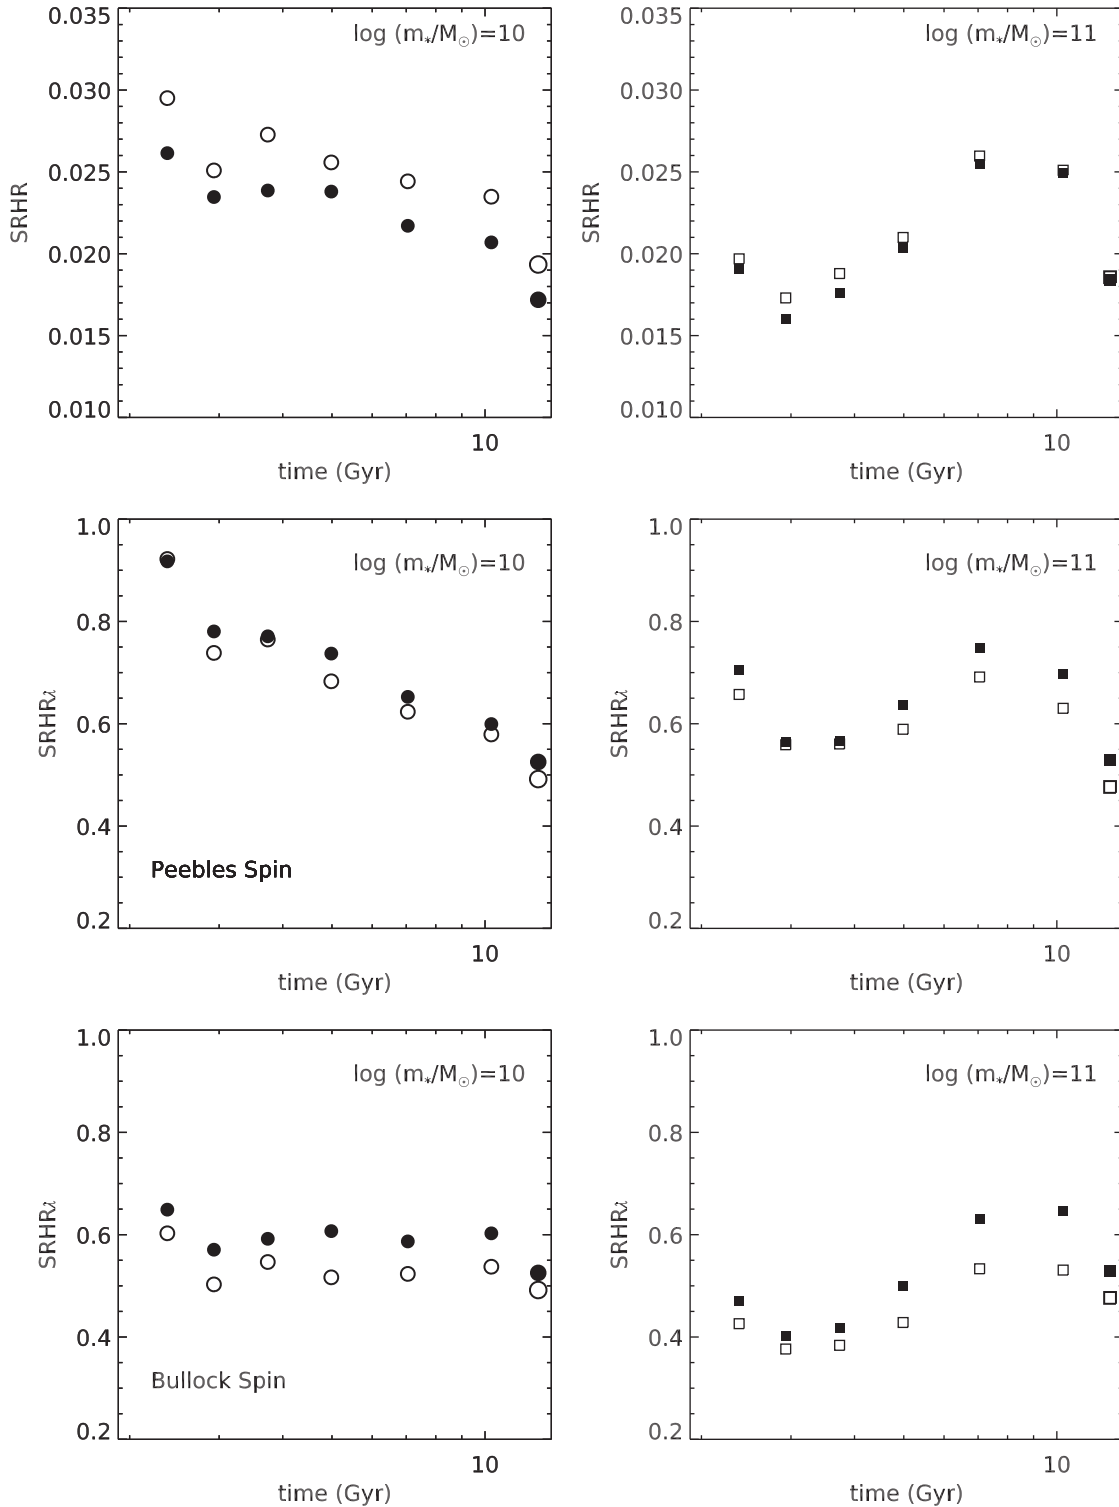 0.035
0.030
0.025
0.020
0.015
0.010
SRHR
log (m*/M☉)=10
10
time (Gyr)
0.035
0.030
0.025
0.020
0.015
0.010
SRHR
log (m*/M☉)=11
10
time (Gyr)
1.0
0.8
0.6
0.4
0.2
SRHRλ
log (m*/M☉)=10
Peebles Spin
10
time (Gyr)
1.0
0.8
0.6
0.4
0.2
SRHRλ
log (m*/M☉)=11
10
time (Gyr)
1.0
0.8
0.6
0.4
0.2
SRHRλ
log (m*/M☉)=10
Bullock Spin
10
time (Gyr)
1.0
0.8
0.6
0.4
0.2
SRHRλ
log (m*/M☉)=11
10
time (Gyr)